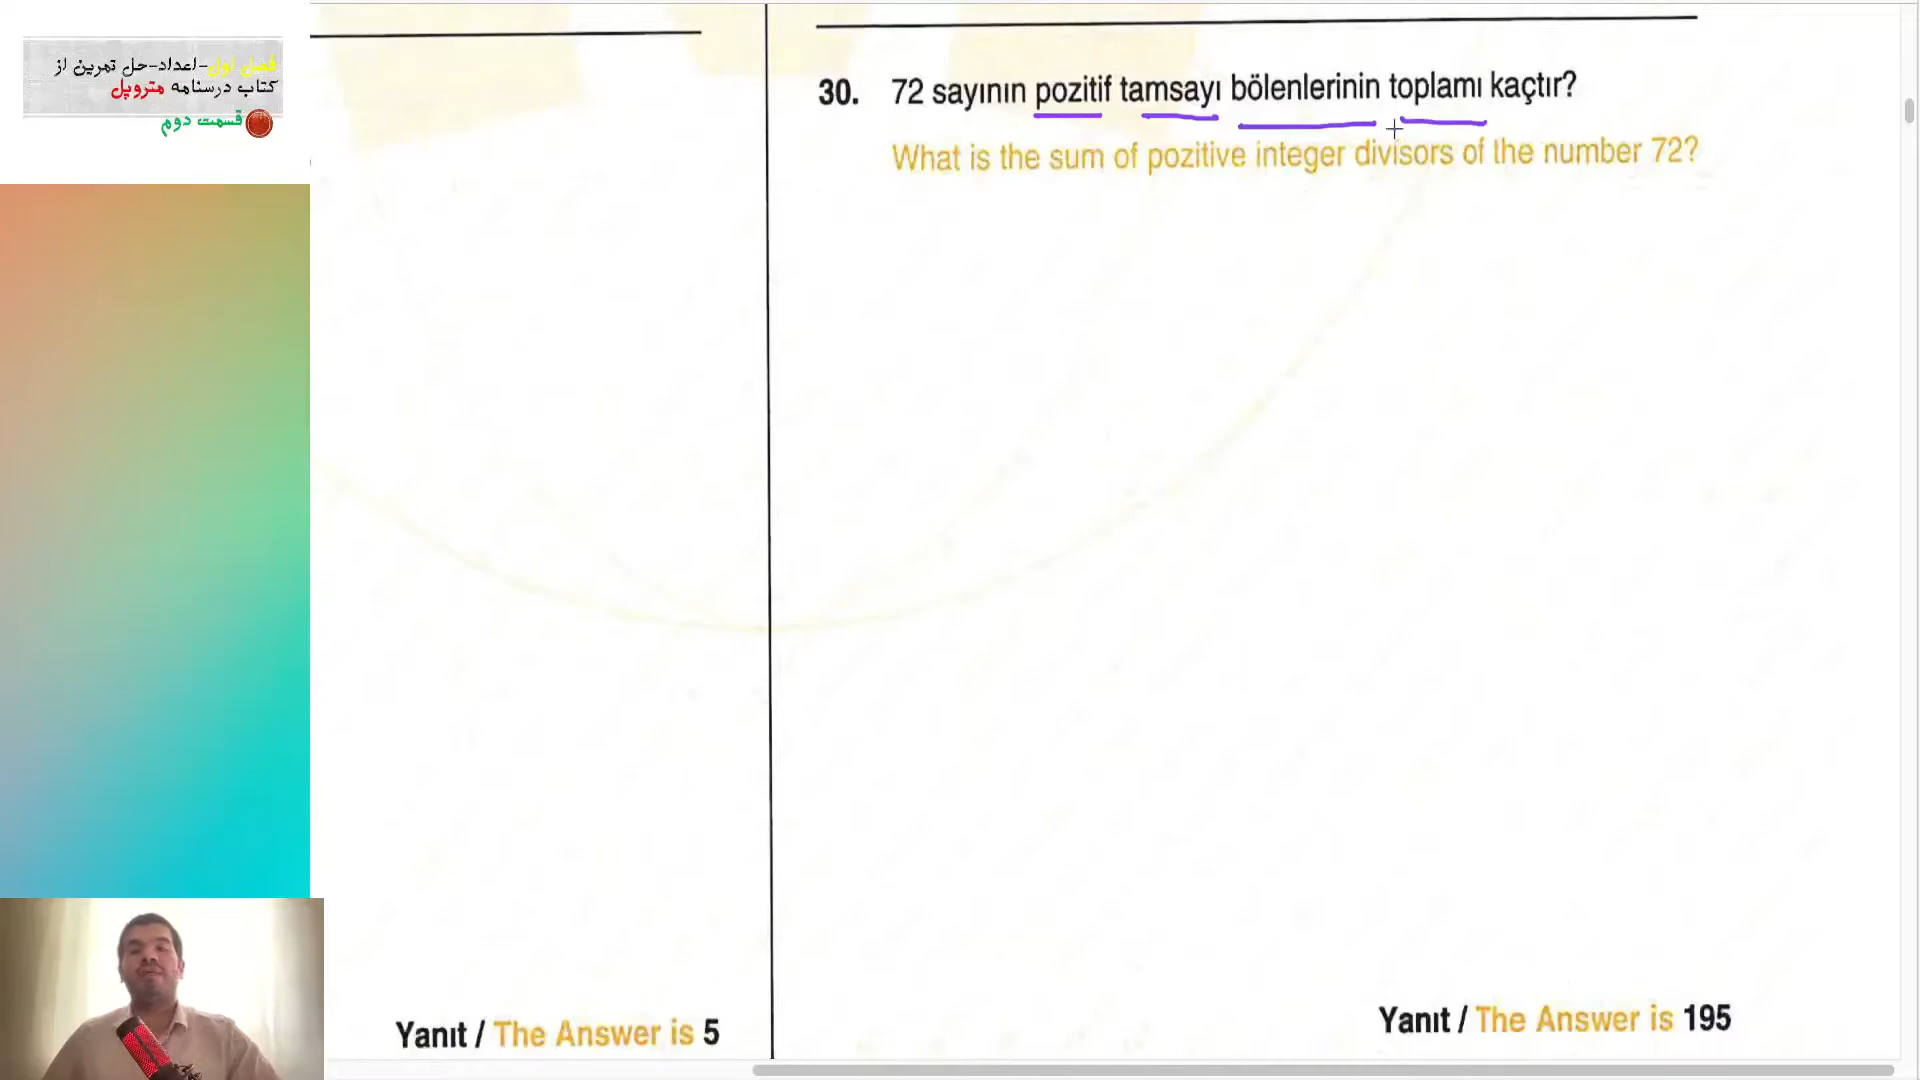 فصل اول-اعداد-حل تمرین از
کتاب درسنامه متروپل
قسمت دوم
30. 72 sayının pozitif tamsayı bölenlerinin toplamı kaçtır?
What is the sum of pozitive integer divisors of the number 72?
Yanıt / The Answer is 5
Yanıt / The Answer is 195